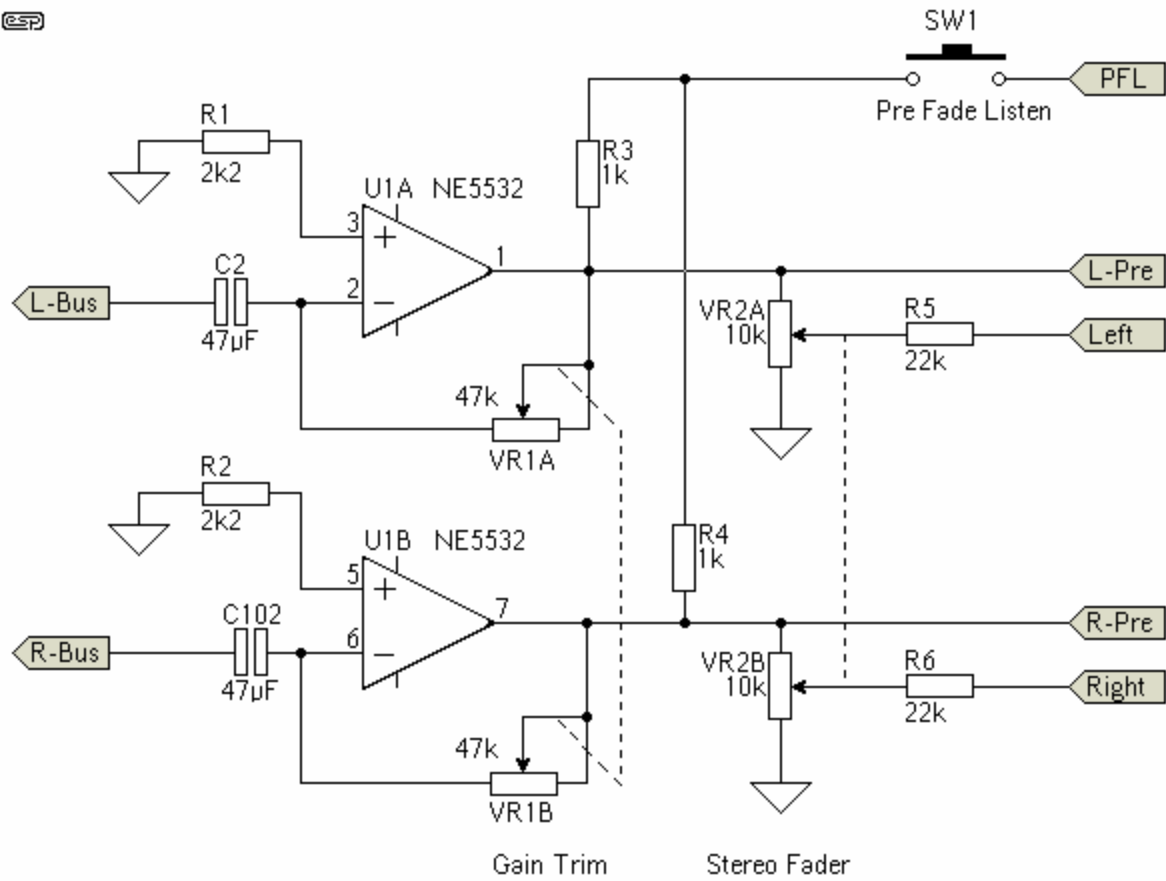 esp
SW1
PFL
Pre Fade Listen
R1
2k2
R3
1k
U1A NE5532
3
+
1
C2
2
−
L-Bus
47µF
L-Pre
VR2A
10k
R5
22k
Left
47k
VR1A
R2
2k2
R4
1k
U1B NE5532
5
+
7
C102
6
−
R-Bus
47µF
R-Pre
VR2B
10k
R6
22k
Right
47k
VR1B
Gain Trim
Stereo Fader